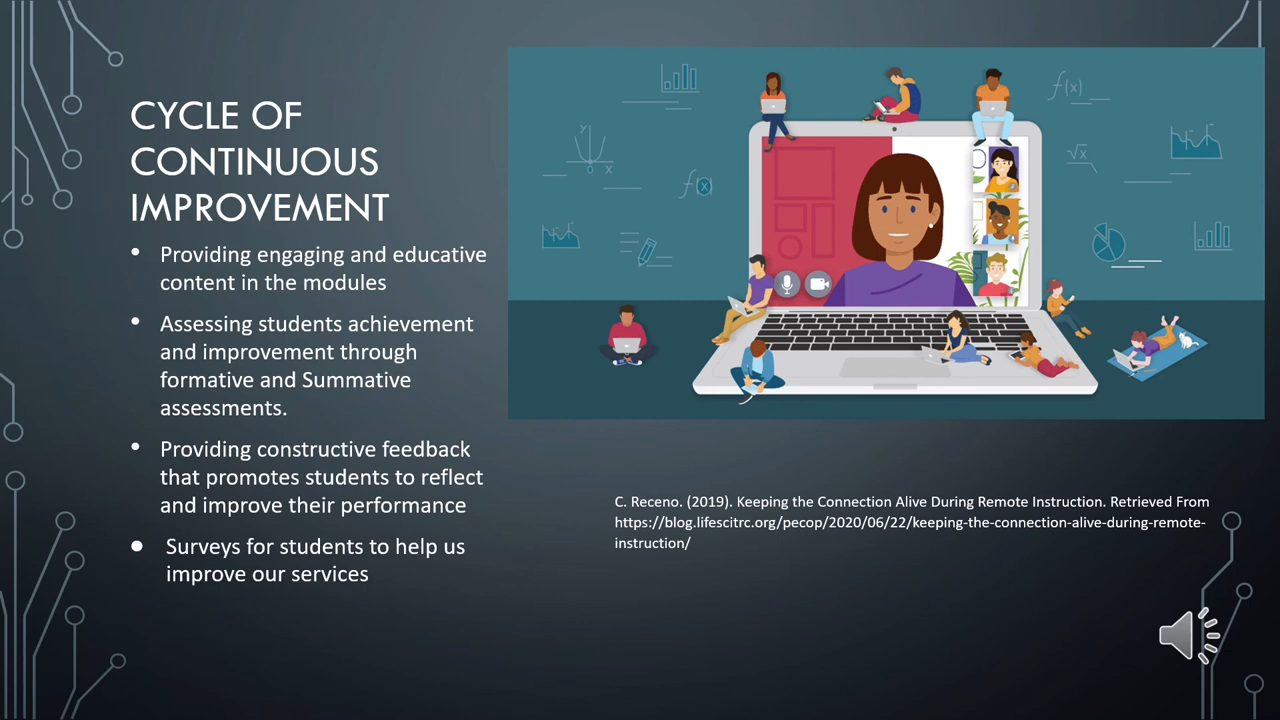 CYCLE OF
CONTINUOUS
IMPROVEMENT
• Providing engaging and educative
content in the modules
• Assessing students achievement
and improvement through
formative and Summative
assessments.
• Providing constructive feedback
that promotes students to reflect
and improve their performance
• Surveys for students to help us
improve our services
f(x)
y
√x
x
0
f(x)
C. Receno. (2019). Keeping the Connection Alive During Remote Instruction. Retrieved From
https://blog.lifescitrc.org/pecop/2020/06/22/keeping-the-connection-alive-during-remote-
instruction/